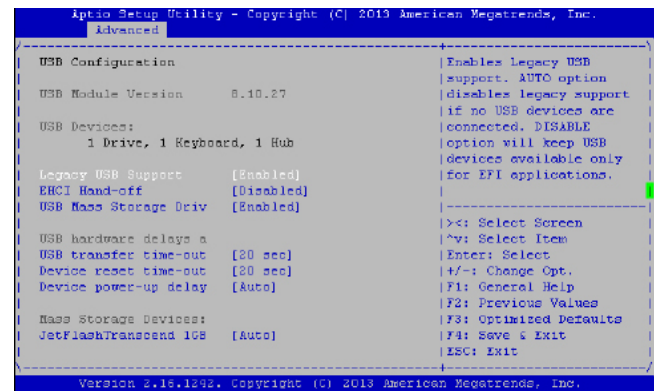 Aptio Setup Utility - Copyright (C) 2013 American Megatrends, Inc.
Advanced
USB Configuration
USB Module Version 8.10.27
USB Devices:
1 Drive, 1 Keyboard, 1 Hub
Legacy USB Support [Enabled]
EHCI Hand-off [Disabled]
USB Mass Storage Driv [Enabled]
USB hardware delays a
USB transfer time-out [20 sec]
Device reset time-out [20 sec]
Device power-up delay [Auto]
Mass Storage Devices:
JetFlashTranscend 1GB [Auto]
Enables Legacy USB
support. AUTO option
disables legacy support
if no USB devices are
connected. DISABLE
option will keep USB
devices available only
for EFI applications.
><: Select Screen
^v: Select Item
Enter: Select
+/-: Change Opt.
F1: General Help
F2: Previous Values
F3: Optimized Defaults
F4: Save & Exit
ESC: Exit
Version 2.16.1242. Copyright (C) 2013 American Megatrends, Inc.